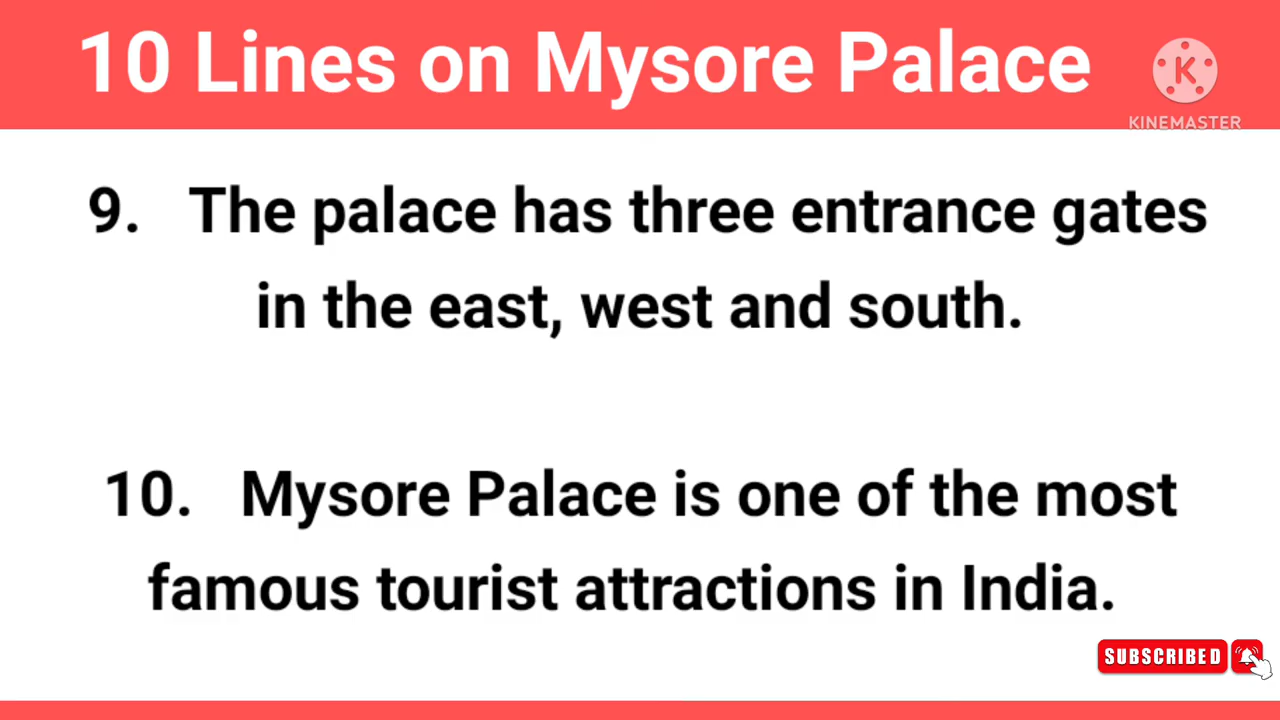 10 Lines on Mysore Palace
K
KINEMASTER
9. The palace has three entrance gates
in the east, west and south.
10. Mysore Palace is one of the most
famous tourist attractions in India.
SUBSCRIBED